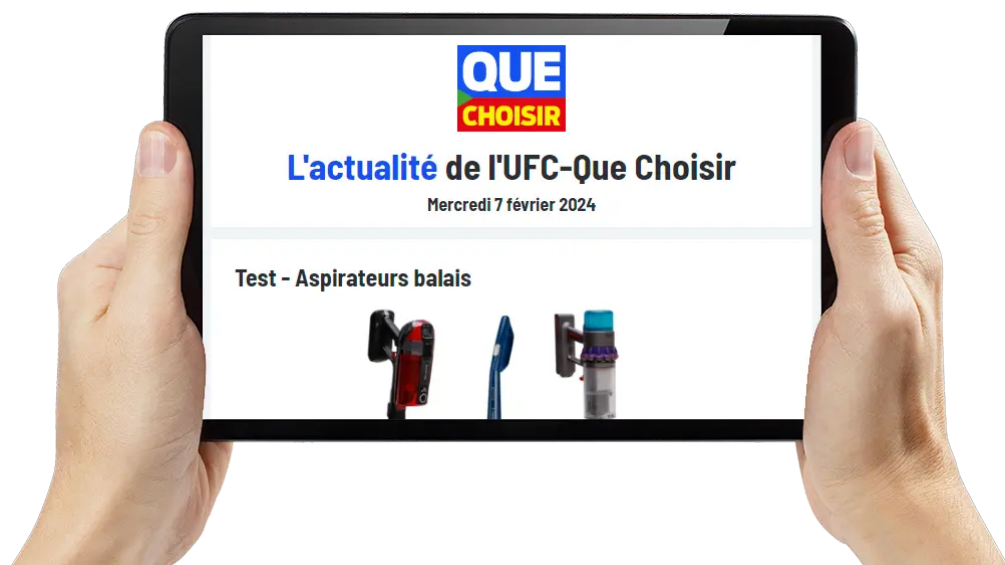 QUE
CHOISIR
L'actualité de l'UFC-Que Choisir
Mercredi 7 février 2024
Test - Aspirateurs balais